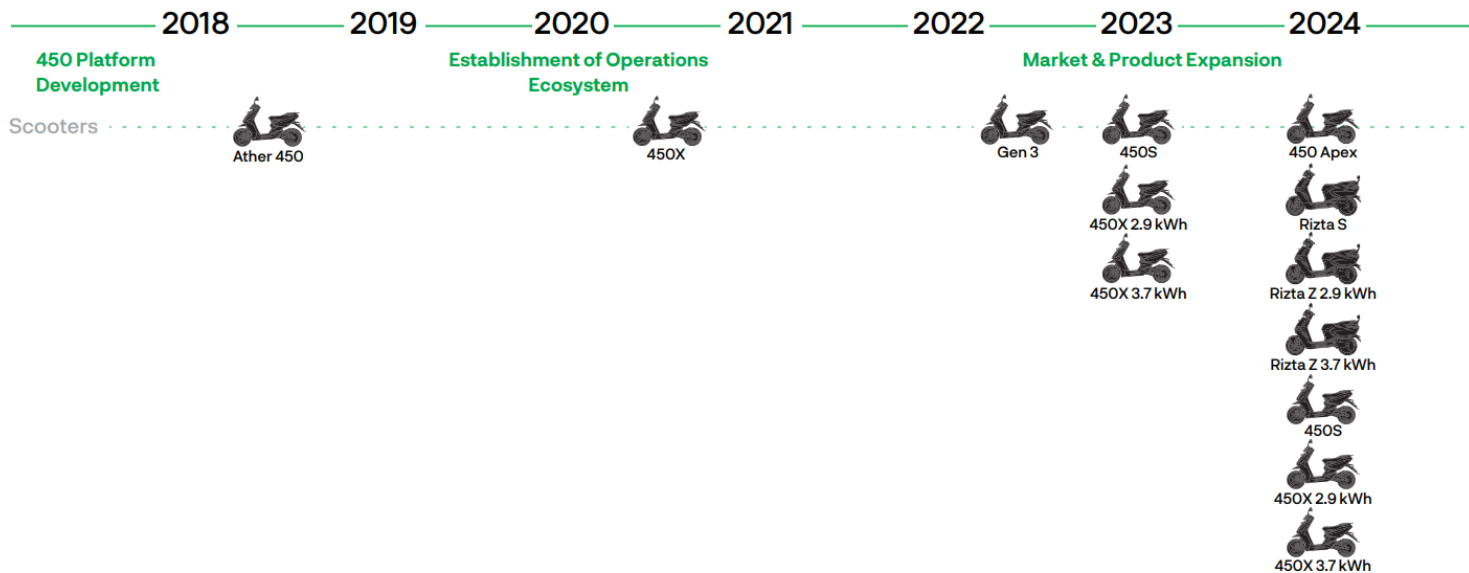 2018 2019 2020 2021 2022 2023 2024
450 Platform
Development
Establishment of Operations
Ecosystem
Market & Product Expansion
Scooters
Ather 450
450X
Gen 3
450S
450 Apex
450X 2.9 kWh
Rizta S
450X 3.7 kWh
Rizta Z 2.9 kWh
Rizta Z 3.7 kWh
450S
450X 2.9 kWh
450X 3.7 kWh